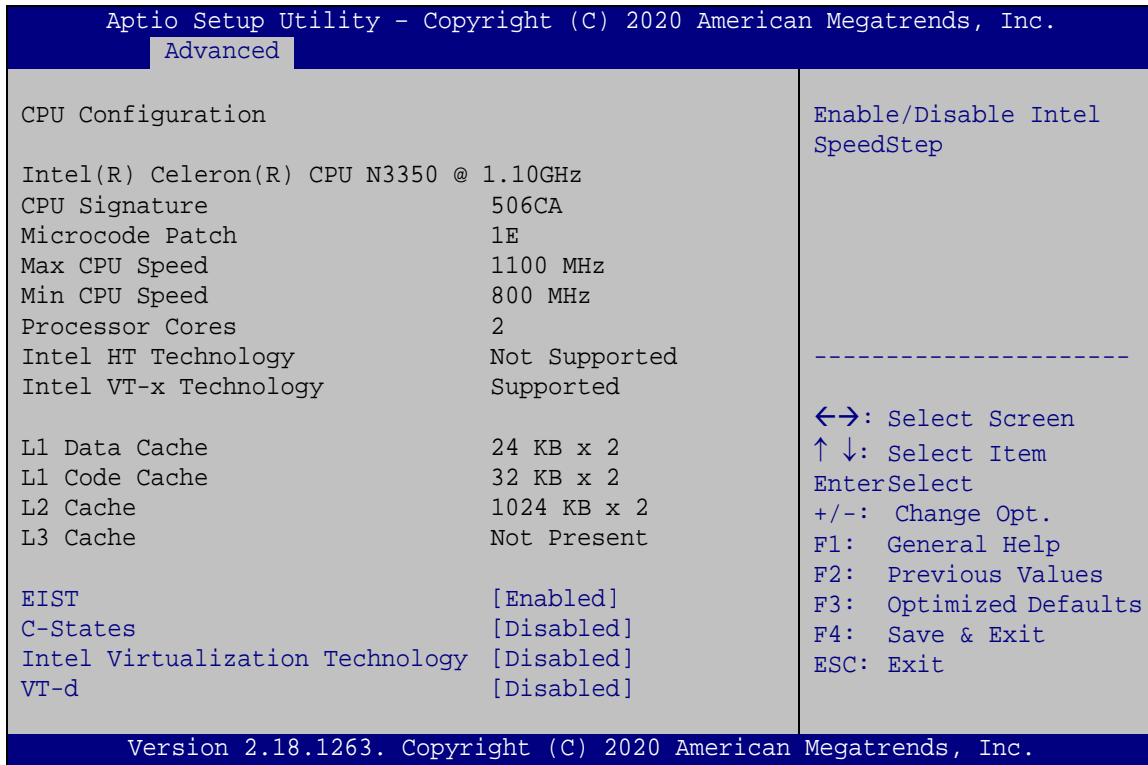 Aptio Setup Utility – Copyright (C) 2020 American Megatrends, Inc.
Advanced
CPU Configuration
Intel(R) Celeron(R) CPU N3350 @ 1.10GHz
CPU Signature 506CA
Microcode Patch 1E
Max CPU Speed 1100 MHz
Min CPU Speed 800 MHz
Processor Cores 2
Intel HT Technology Not Supported
Intel VT-x Technology Supported
L1 Data Cache 24 KB x 2
L1 Code Cache 32 KB x 2
L2 Cache 1024 KB x 2
L3 Cache Not Present
EIST [Enabled]
C-States [Disabled]
Intel Virtualization Technology [Disabled]
VT-d [Disabled]
Enable/Disable Intel
SpeedStep
----------------------
←→: Select Screen
↑ ↓: Select Item
EnterSelect
+/-: Change Opt.
F1: General Help
F2: Previous Values
F3: Optimized Defaults
F4: Save & Exit
ESC: Exit
Version 2.18.1263. Copyright (C) 2020 American Megatrends, Inc.